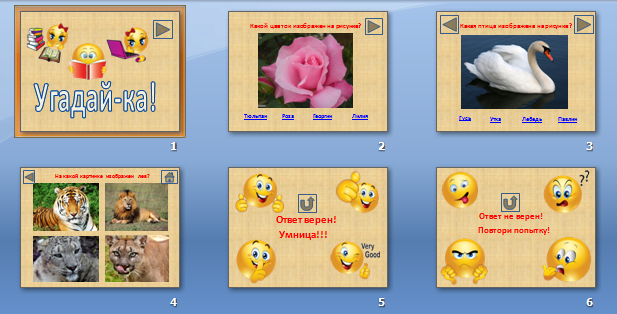 Угадай-ка!
1
Какой цветок изображен на рисунке?
Тюльпан Роза Георгин Лилия
2
Какая птица изображена на рисунке?
Гусь Утка Лебедь Павлин
3
На какой картинке изображен лев?
4
Ответ верен!
Умница!!!
Very
Good
5
??
Ответ не верен!
Повтори попытку!
6